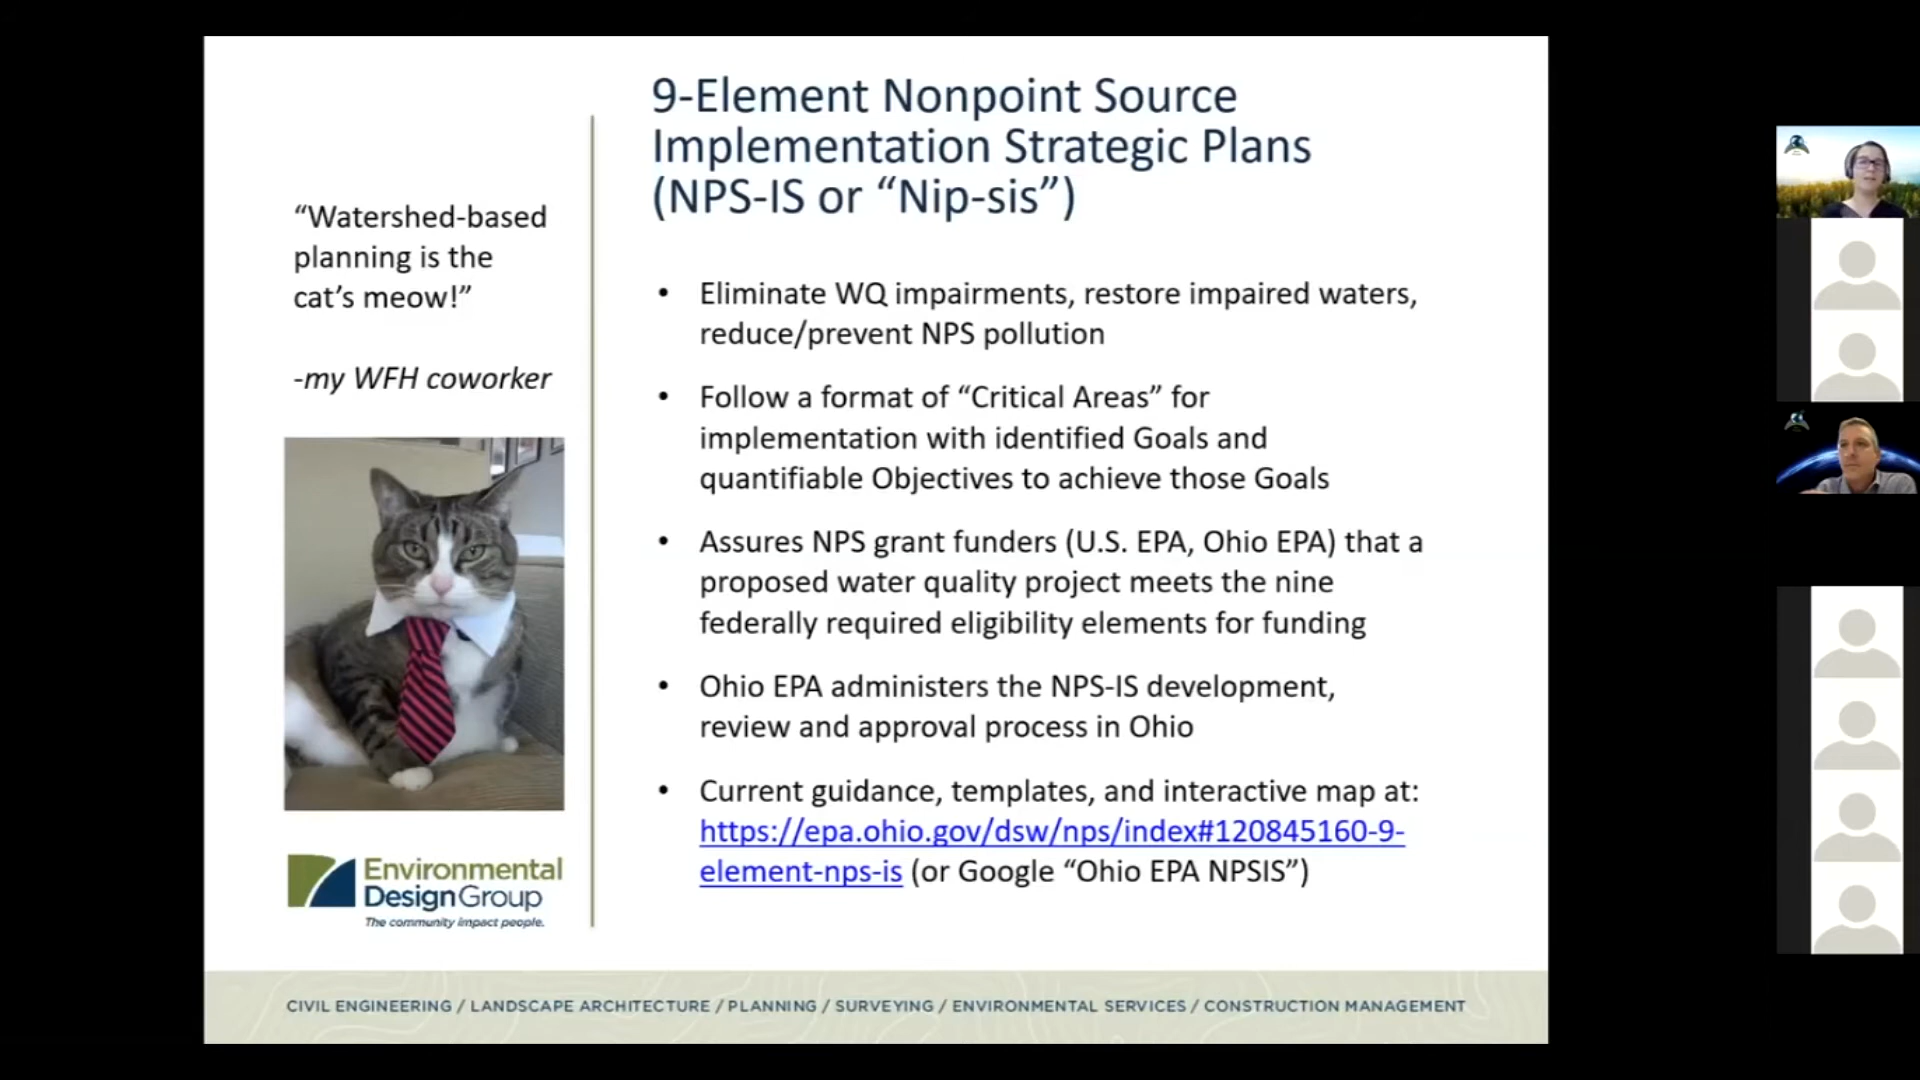 9-Element Nonpoint Source
Implementation Strategic Plans
(NPS-IS or “Nip-sis”)
“Watershed-based
planning is the
cat’s meow!”
-my WFH coworker
• Eliminate WQ impairments, restore impaired waters,
reduce/prevent NPS pollution
• Follow a format of “Critical Areas” for
implementation with identified Goals and
quantifiable Objectives to achieve those Goals
• Assures NPS grant funders (U.S. EPA, Ohio EPA) that a
proposed water quality project meets the nine
federally required eligibility elements for funding
• Ohio EPA administers the NPS-IS development,
review and approval process in Ohio
• Current guidance, templates, and interactive map at:
https://epa.ohio.gov/dsw/nps/index#120845160-9-
element-nps-is (or Google “Ohio EPA NPSIS”)
Environmental
DesignGroup
The community impact people.
CIVIL ENGINEERING / LANDSCAPE ARCHITECTURE / PLANNING / SURVEYING / ENVIRONMENTAL SERVICES / CONSTRUCTION MANAGEMENT